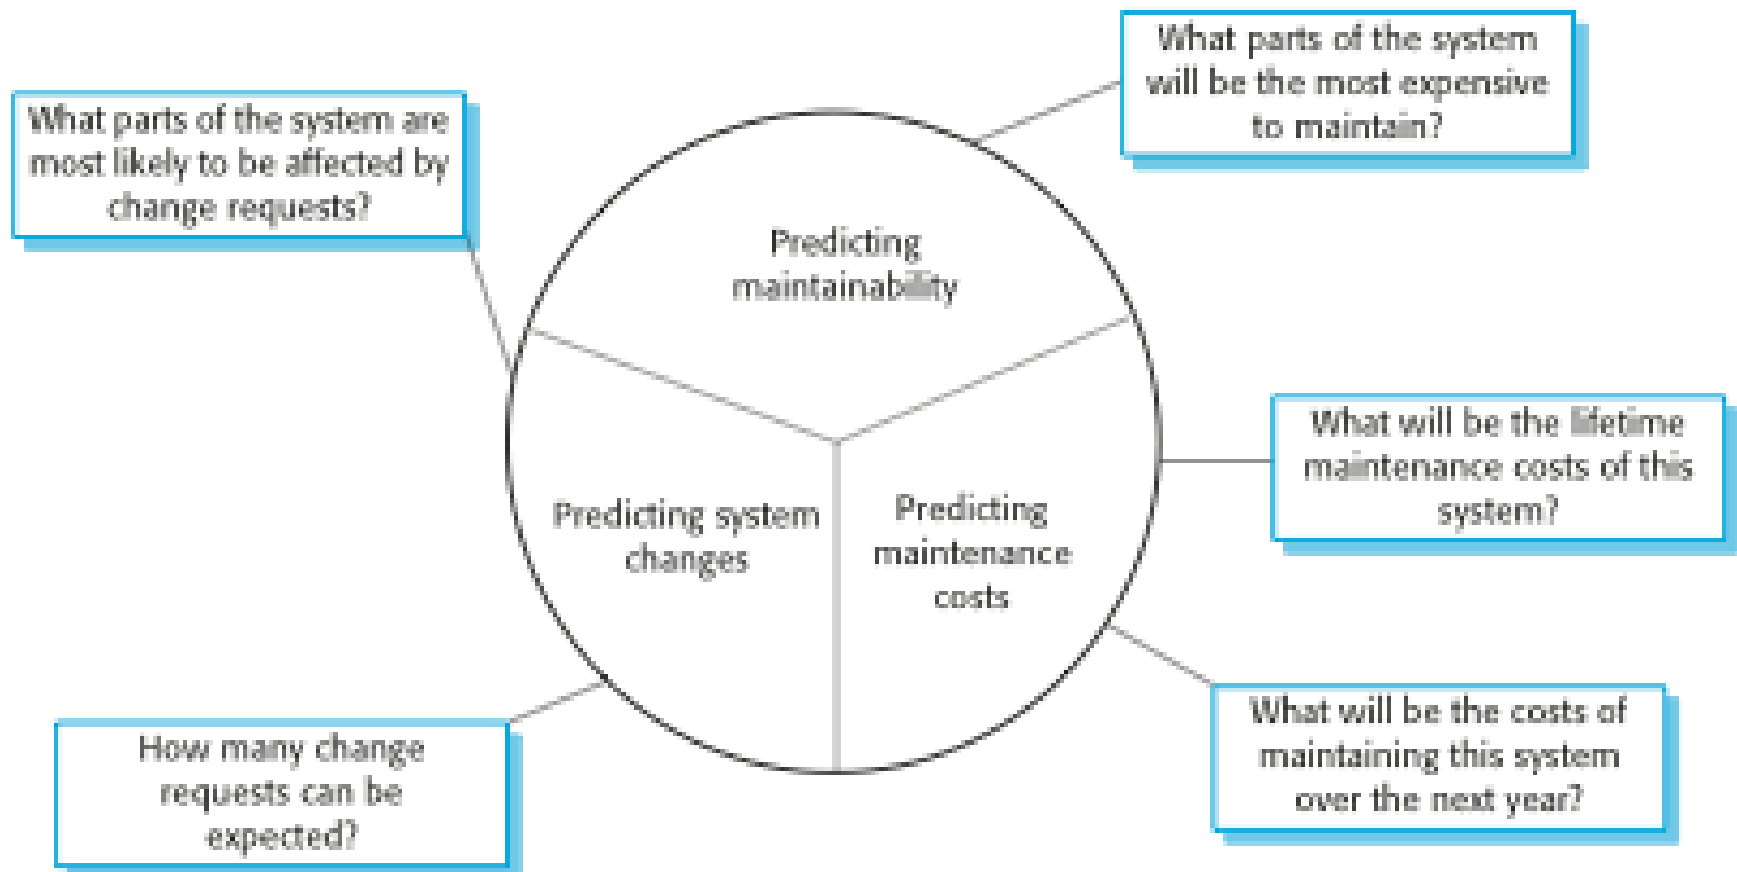 What parts of the system
will be the most expensive
to maintain?
What parts of the system are
most likely to be affected by
change requests?
Predicting
maintainability
What will be the lifetime
maintenance costs of this
system?
Predicting system
changes
Predicting
maintenance
costs
What will be the costs of
maintaining this system
over the next year?
How many change
requests can be
expected?